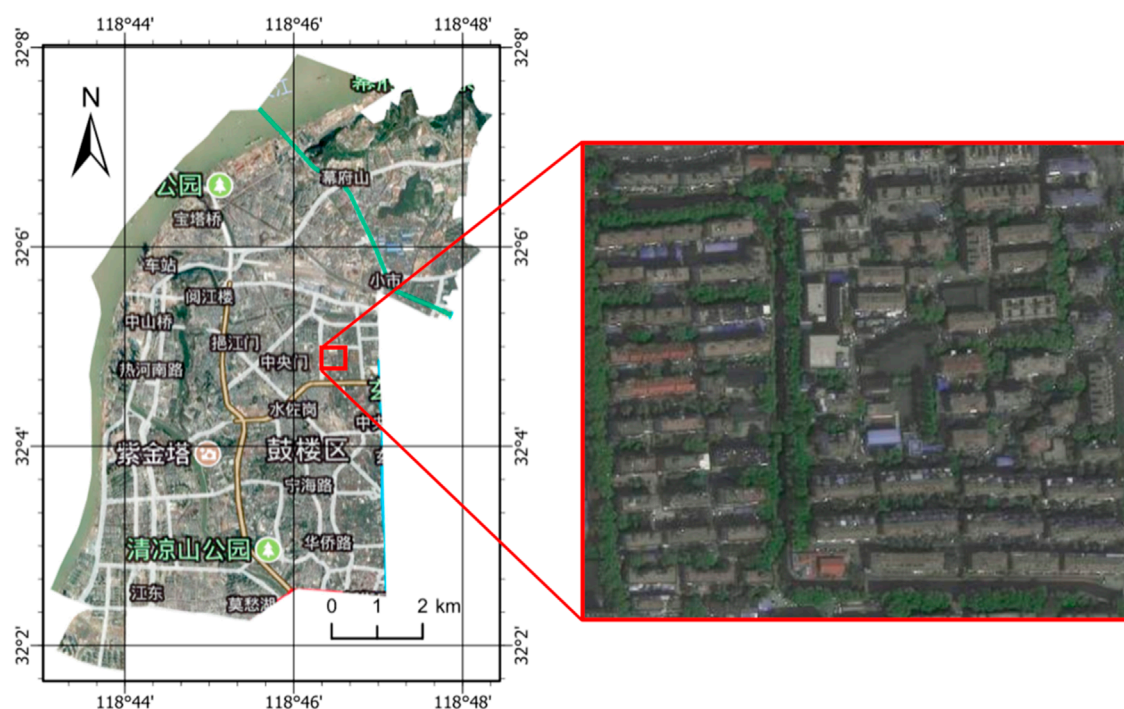 118°44' 118°46' 118°48'
32°8' 32°8'
N
公园
幕府山
宝塔桥
32°6' 32°6'
车站
小市
阅江楼
中山桥
挹江门
中央门
热河南路
水佐岗
中央
32°4' 32°4'
紫金塔
鼓楼区
宁海路
清凉山公园
华侨路
江东
莫愁湖
0 1 2 km
32°2' 32°2'
118°44' 118°46' 118°48'